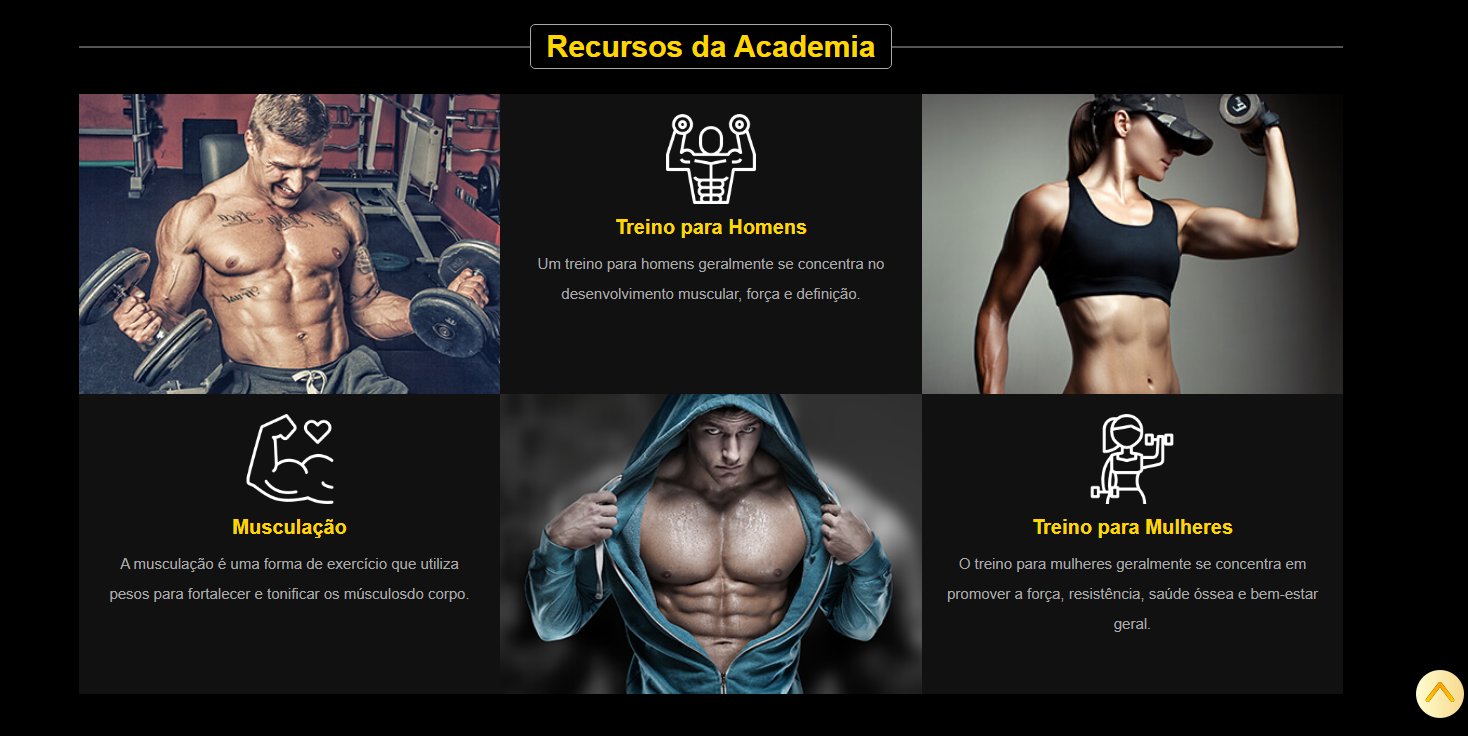 Recursos da Academia
Treino para Homens
Um treino para homens geralmente se concentra no
desenvolvimento muscular, força e definição.
Musculação
A musculação é uma forma de exercício que utiliza
pesos para fortalecer e tonificar os músculosdo corpo.
Treino para Mulheres
O treino para mulheres geralmente se concentra em
promover a força, resistência, saúde óssea e bem-estar
geral.